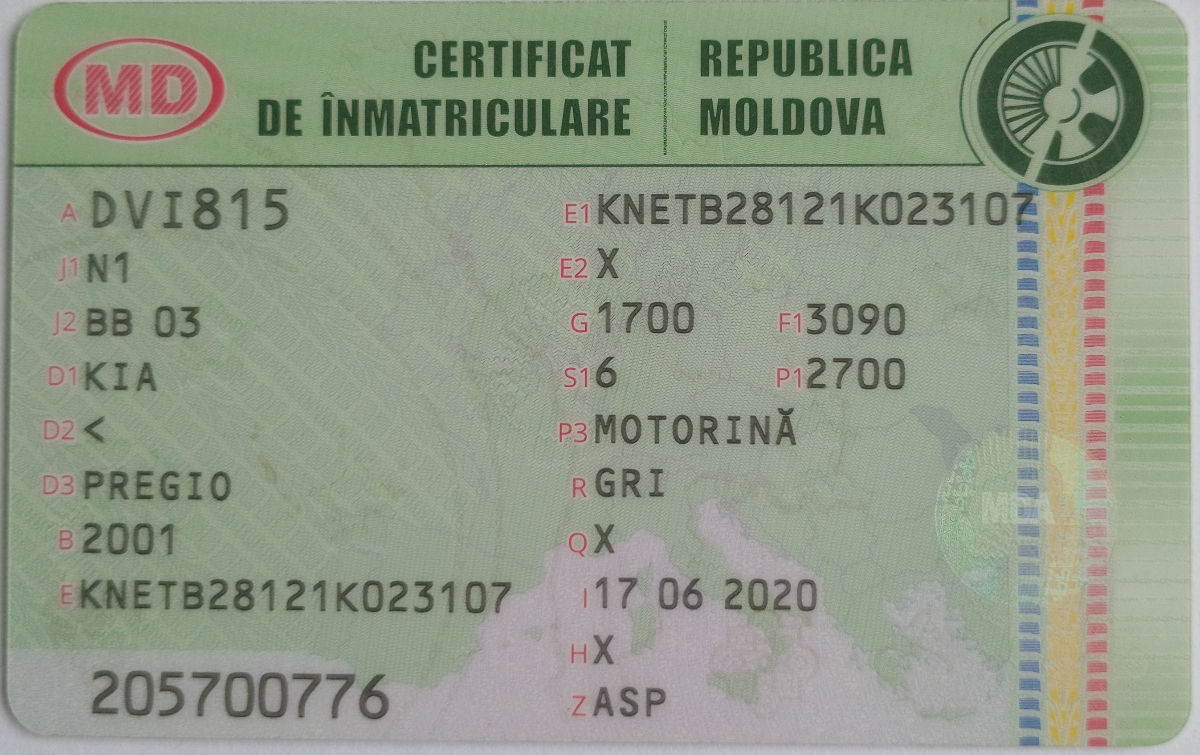 MD
CERTIFICAT
DE ÎNMATRICULARE
REPUBLICA
MOLDOVA
A DVI815
E1 KNETB28121K023107
J1 N1
E2 X
J2 BB 03
G 1700 F1 3090
D1 KIA
S1 6 P1 2700
D2 <
P3 MOTORINĂ
D3 PREGIO
R GRI
B 2001
Q X
E KNETB28121K023107
I 17 06 2020
H X
205700776
Z ASP
MDA